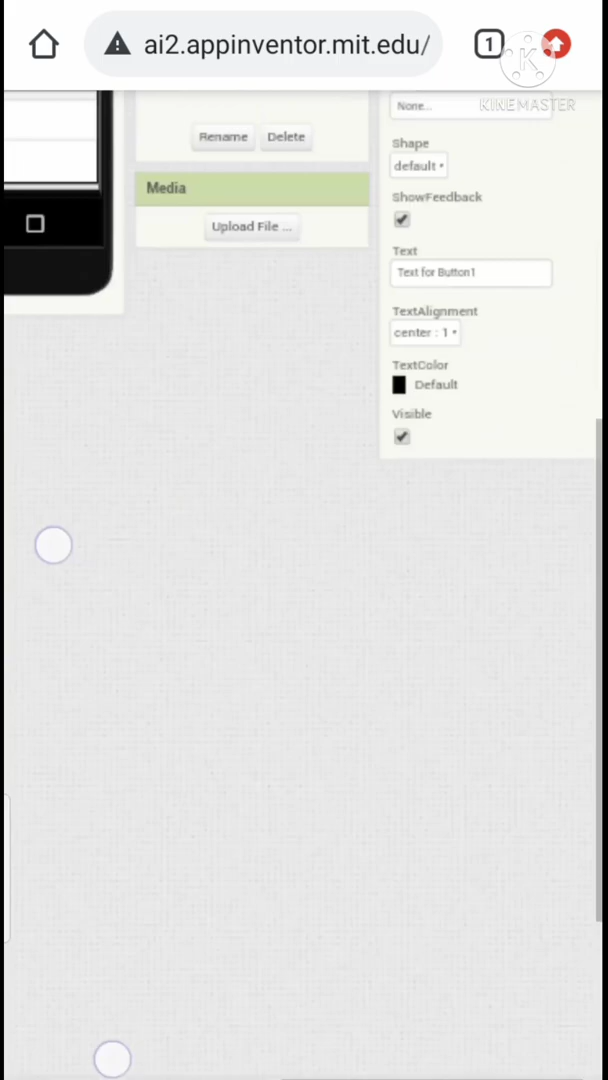 ai2.appinventor.mit.edu/
1
K
KINEMASTER
None...
Rename
Delete
Shape
default
Media
ShowFeedback
Upload File ...
Text
Text for Button1
TextAlignment
center : 1
TextColor
Default
Visible